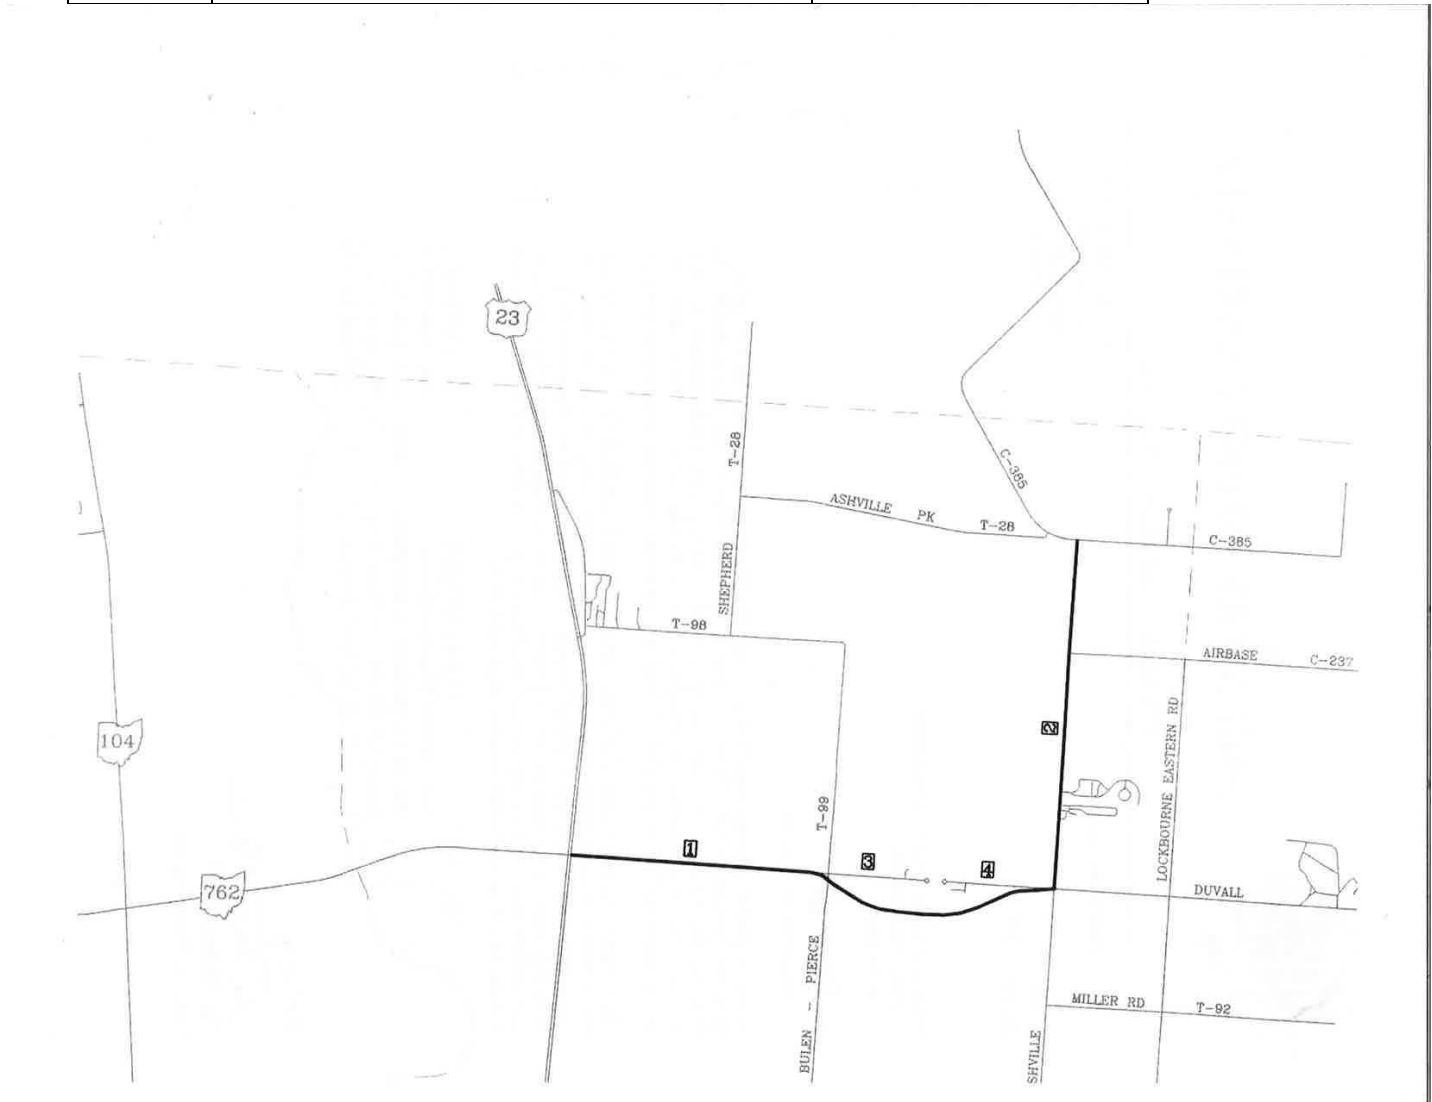 23
T-28
C-385
ASHVILLE PK T-28
C-385
SHEPHERD
T-98
AIRBASE C-237
104
2
LOCKBOURNE EASTERN RD
T-99
1
3
4
762
DUVALL
BULEN - PIERCE
MILLER RD T-92
SHVILLE